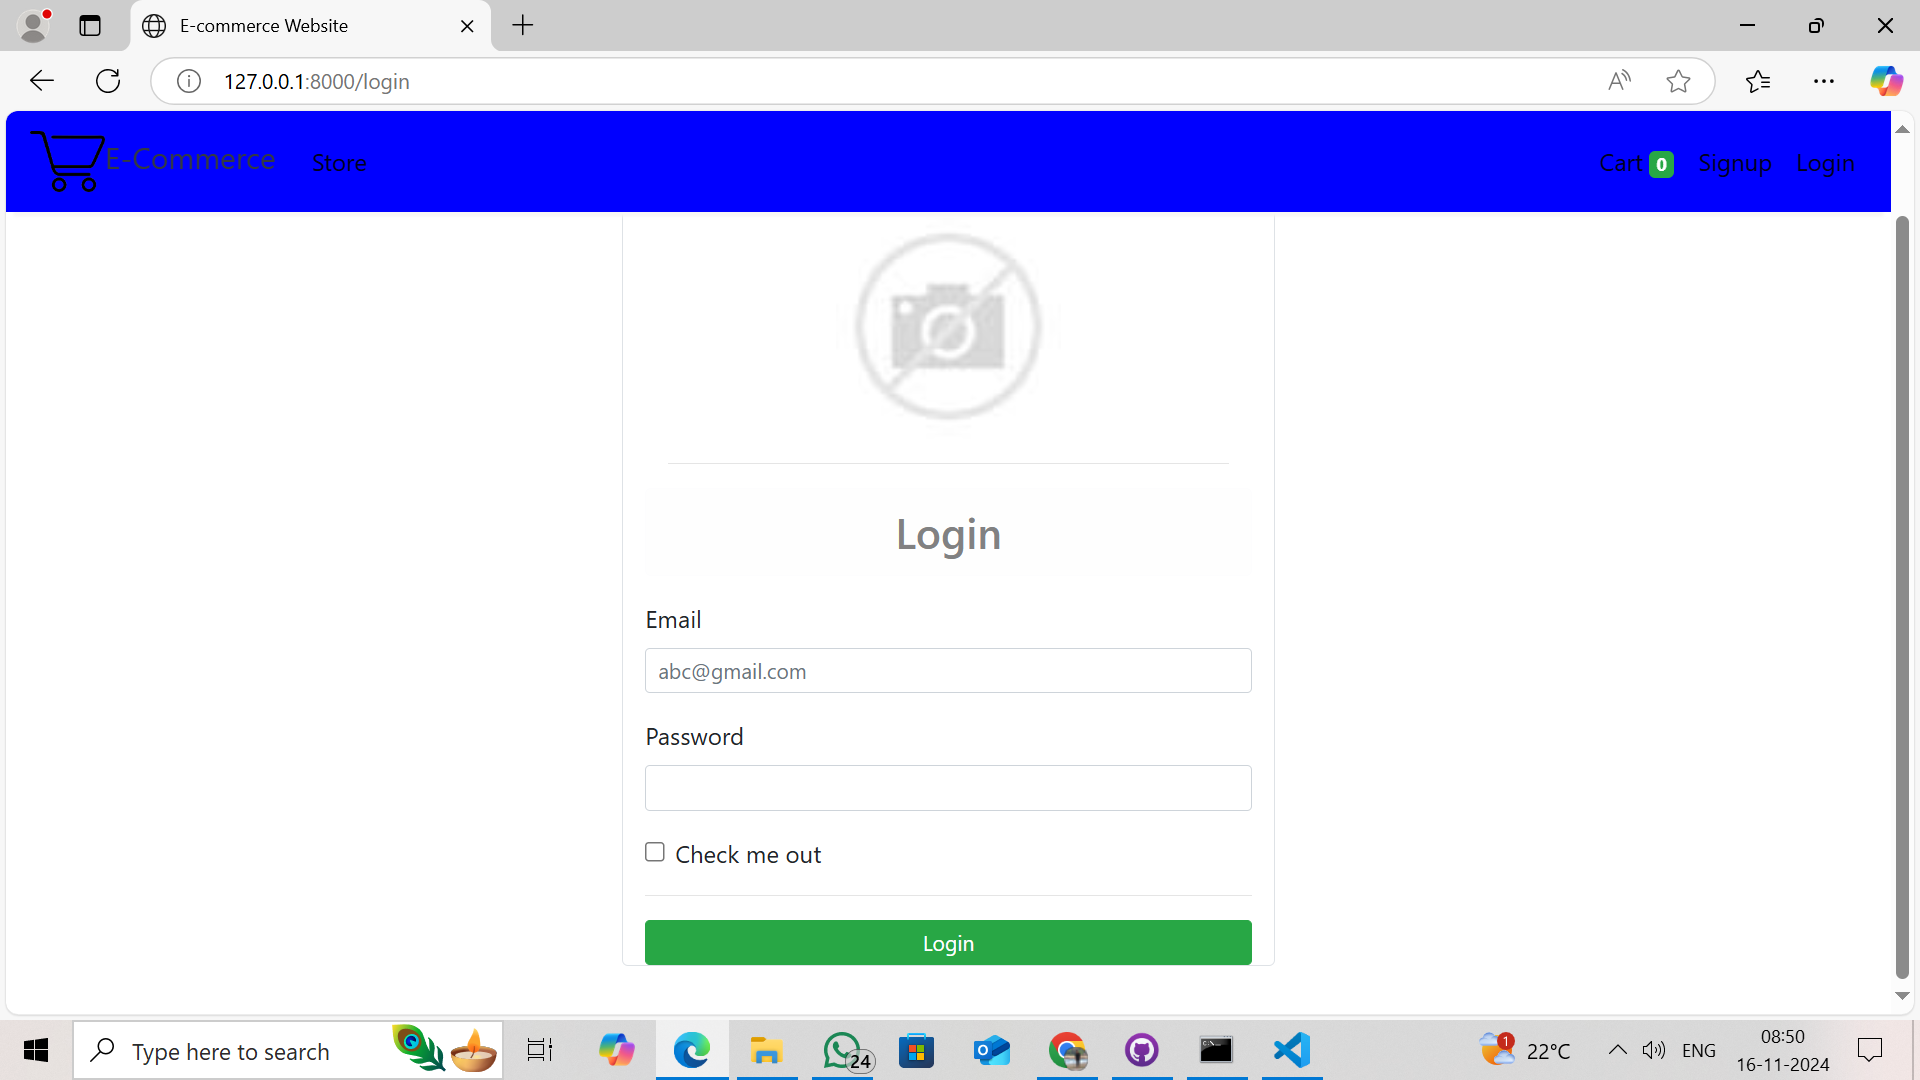 E-commerce Website
127.0.0.1:8000/login
E-Commerce Store Cart 0 Signup Login
Login
Email
abc@gmail.com
Password
Check me out
Login
Type here to search 24 1 22°C ENG 08:50
16-11-2024